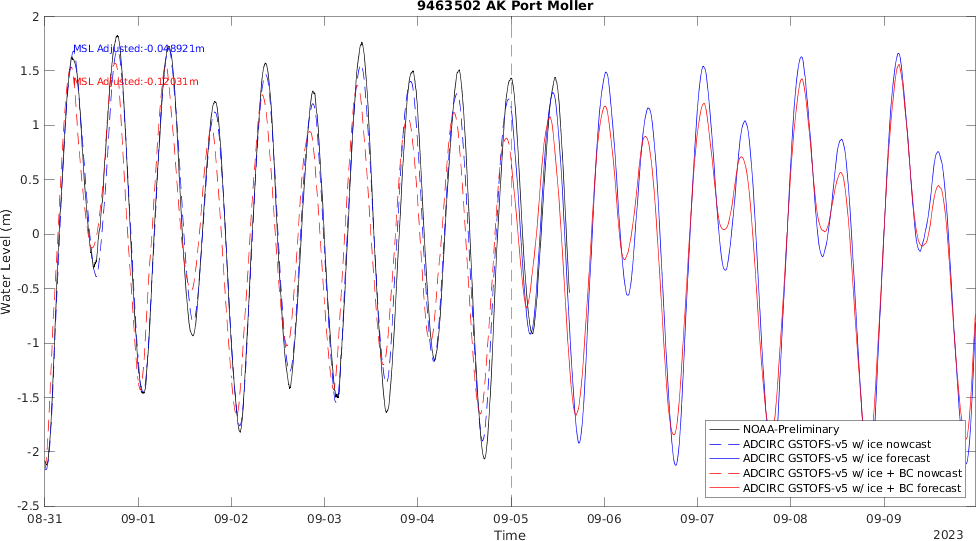 9463502 AK Port Moller
MSL Adjusted:-0.048921m
MSL Adjusted:-0.12031m
Water Level (m)
2
1.5
1
0.5
0
-0.5
-1
-1.5
-2
-2.5
NOAA-Preliminary
ADCIRC GSTOFS-v5 w/ ice nowcast
ADCIRC GSTOFS-v5 w/ ice forecast
ADCIRC GSTOFS-v5 w/ ice + BC nowcast
ADCIRC GSTOFS-v5 w/ ice + BC forecast
08-31 09-01 09-02 09-03 09-04 09-05 09-06 09-07 09-08 09-09
Time
2023